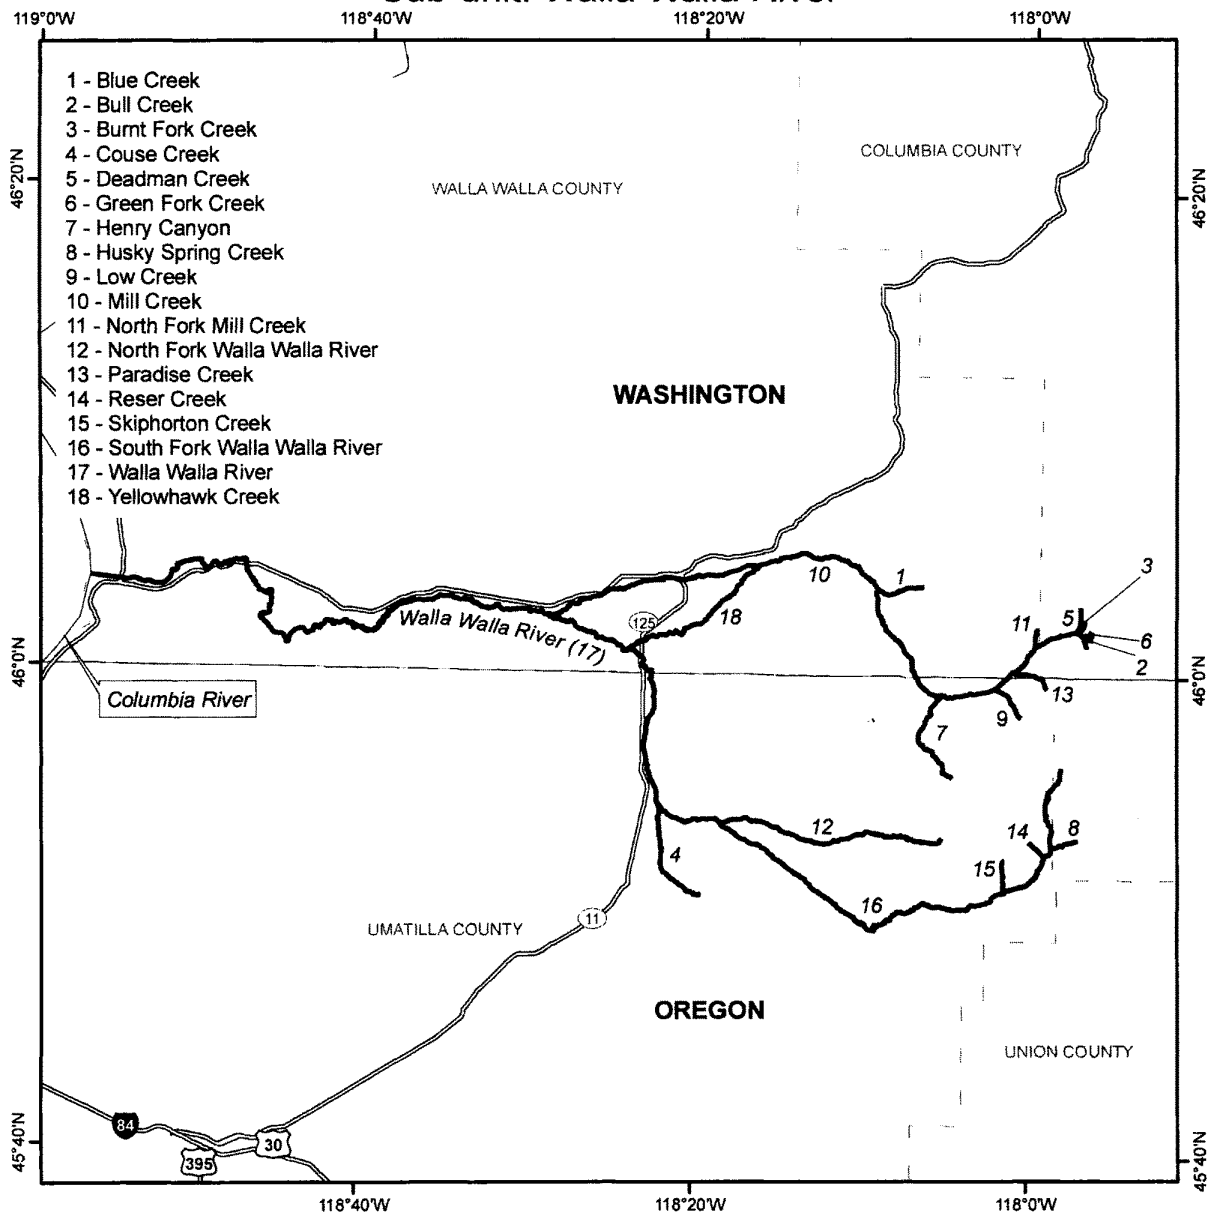 Sub-unit: Walla Walla River
119°0'W
118°40'W
118°20'W
118°0'W
1 - Blue Creek
2 - Bull Creek
3 - Burnt Fork Creek
4 - Couse Creek
5 - Deadman Creek
6 - Green Fork Creek
7 - Henry Canyon
8 - Husky Spring Creek
9 - Low Creek
10 - Mill Creek
11 - North Fork Mill Creek
12 - North Fork Walla Walla River
13 - Paradise Creek
14 - Reser Creek
15 - Skiphorton Creek
16 - South Fork Walla Walla River
17 - Walla Walla River
18 - Yellowhawk Creek
COLUMBIA COUNTY
WALLA WALLA COUNTY
46°20'N
46°20'N
WASHINGTON
10
1
3
18
125
Walla Walla River (17)
11
5
6
2
46°0'N
46°0'N
Columbia River
13
9
7
12
14
8
4
15
16
11
UMATILLA COUNTY
OREGON
UNION COUNTY
84
30
395
45°40'N
45°40'N
118°40'W
118°20'W
118°0'W